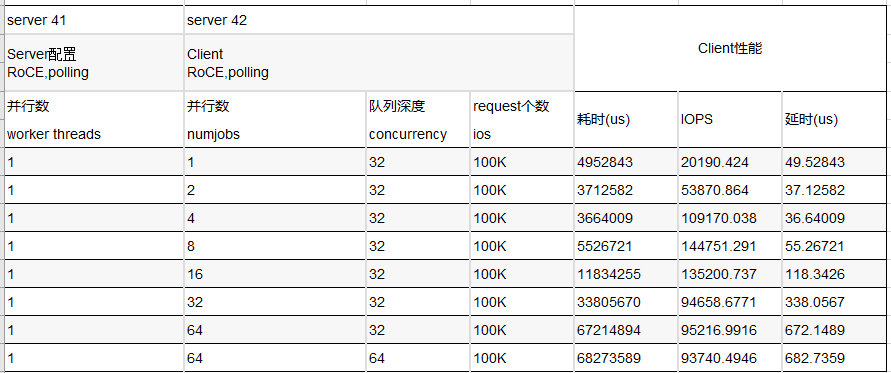 server 41 server 42
Client性能
Server配置 Client
RoCE,polling RoCE,polling
并行数 并行数 队列深度 request个数
耗时(us) IOPS 延时(us)
worker threads numjobs concurrency ios
1 1 32 100K 4952843 20190.424 49.52843
1 2 32 100K 3712582 53870.864 37.12582
1 4 32 100K 3664009 109170.038 36.64009
1 8 32 100K 5526721 144751.291 55.26721
1 16 32 100K 11834255 135200.737 118.3426
1 32 32 100K 33805670 94658.6771 338.0567
1 64 32 100K 67214894 95216.9916 672.1489
1 64 64 100K 68273589 93740.4946 682.7359